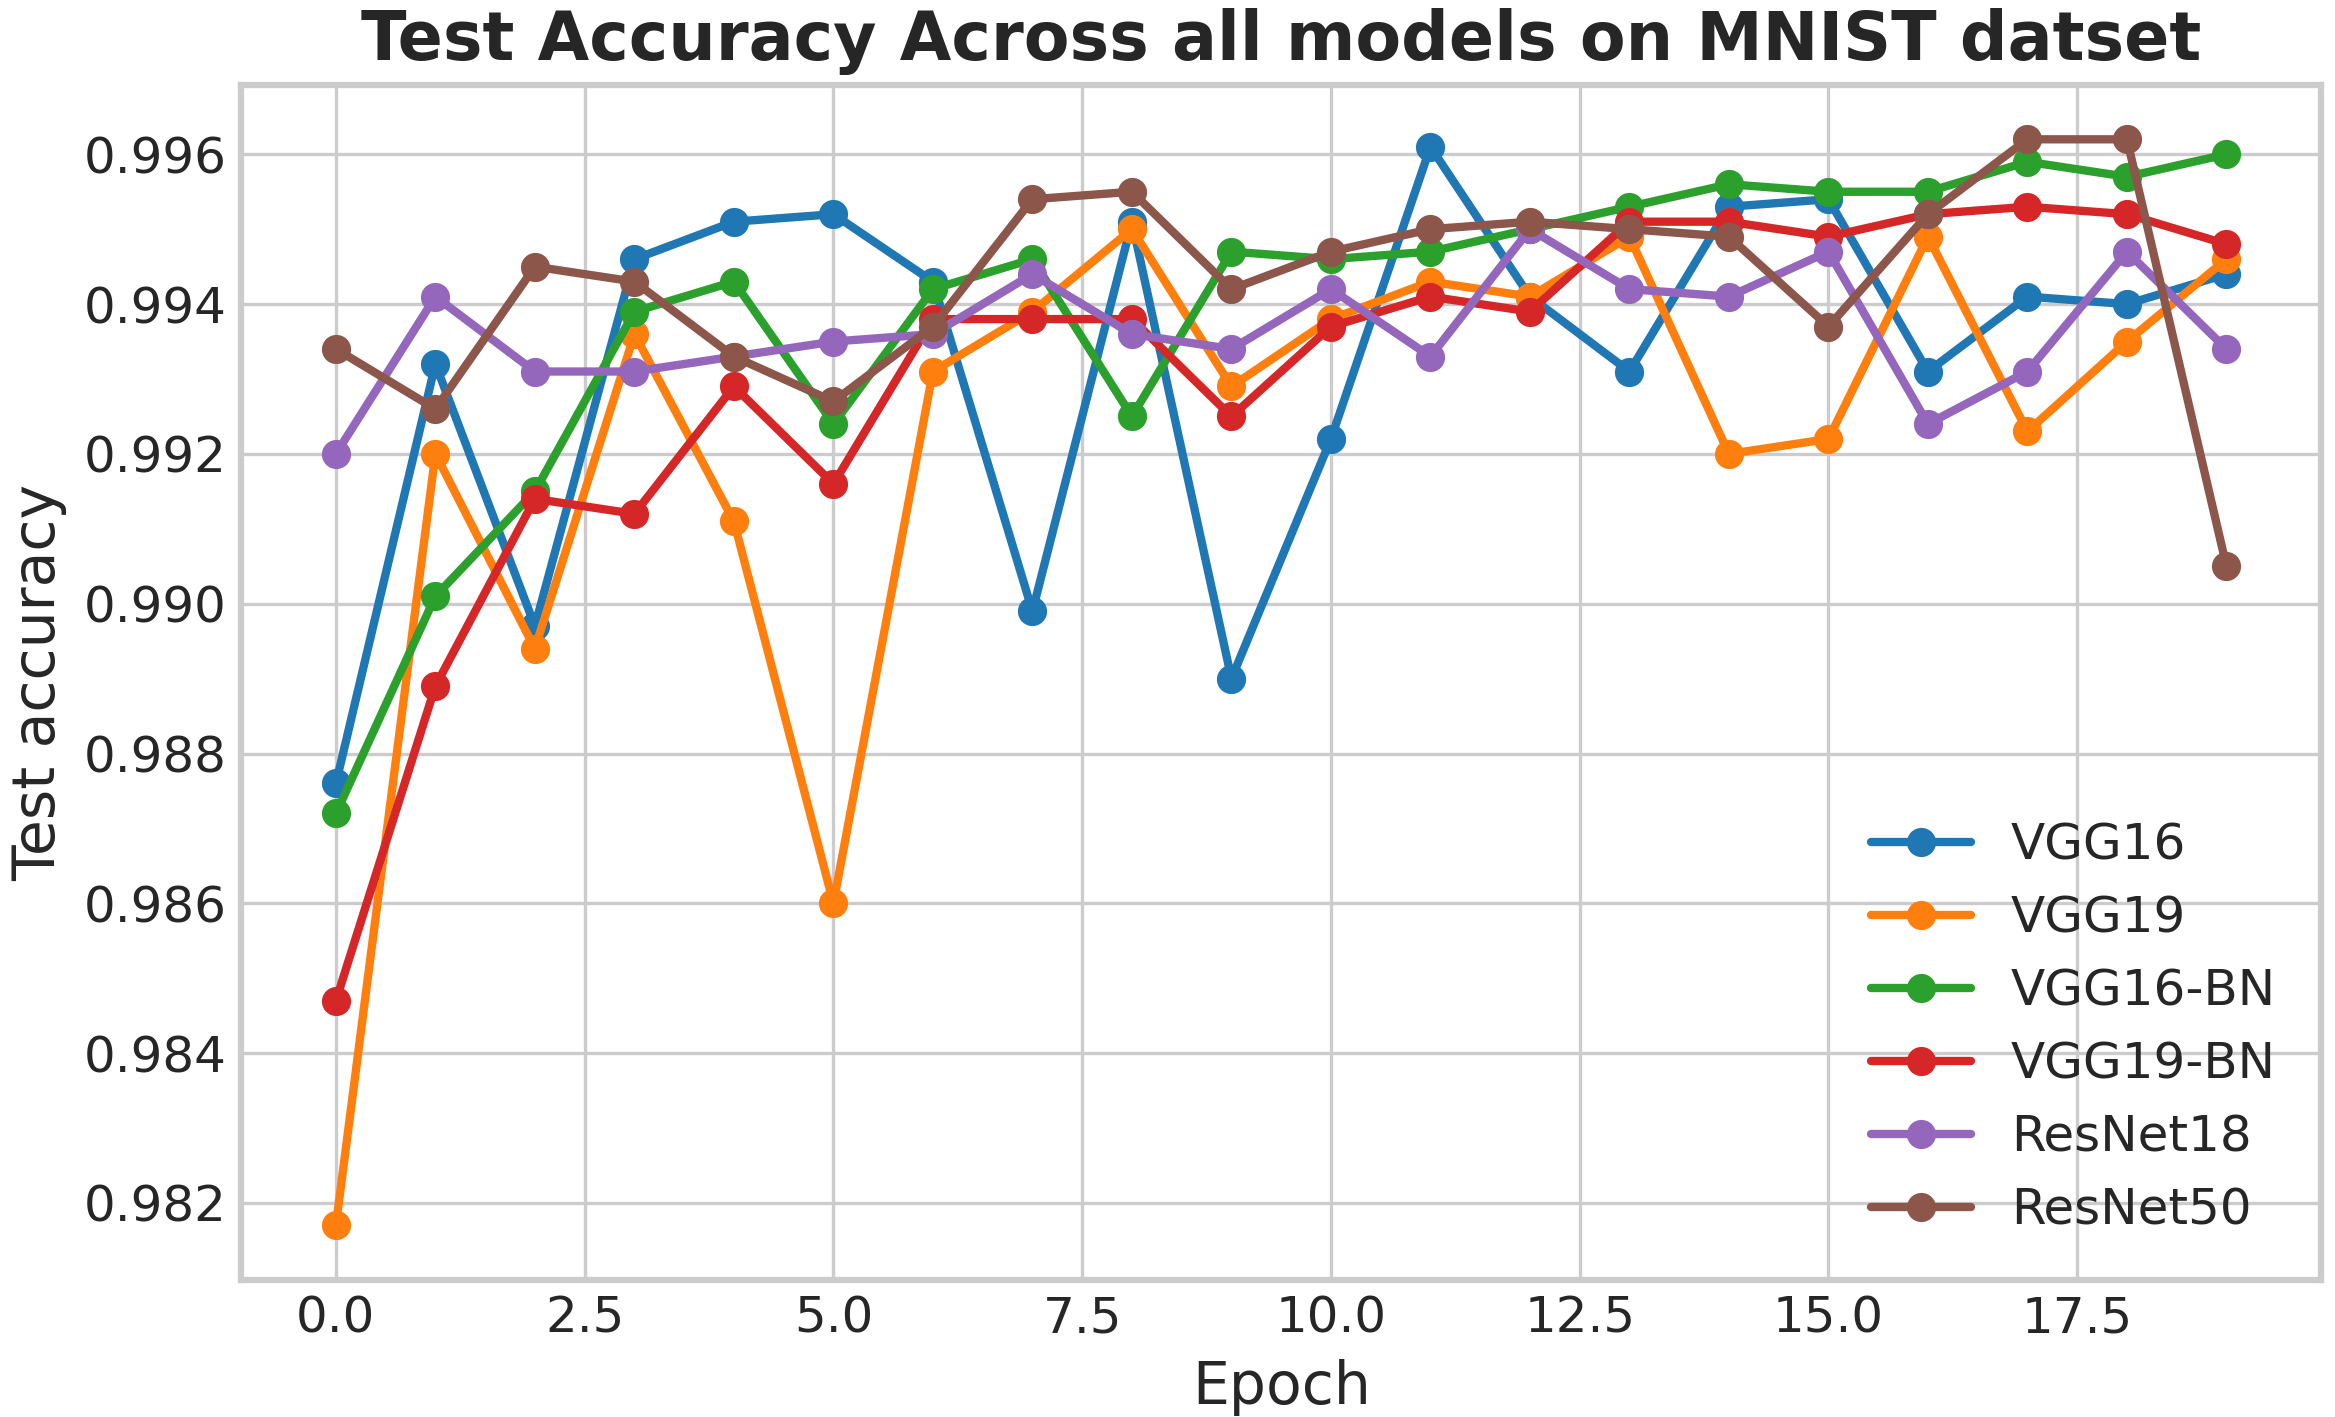 Test Accuracy Across all models on MNIST datset
0.996
0.994
0.992
0.990
0.988
0.986
0.984
0.982
Test accuracy
VGG16
VGG19
VGG16-BN
VGG19-BN
ResNet18
ResNet50
0.0 2.5 5.0 7.5 10.0 12.5 15.0 17.5
Epoch